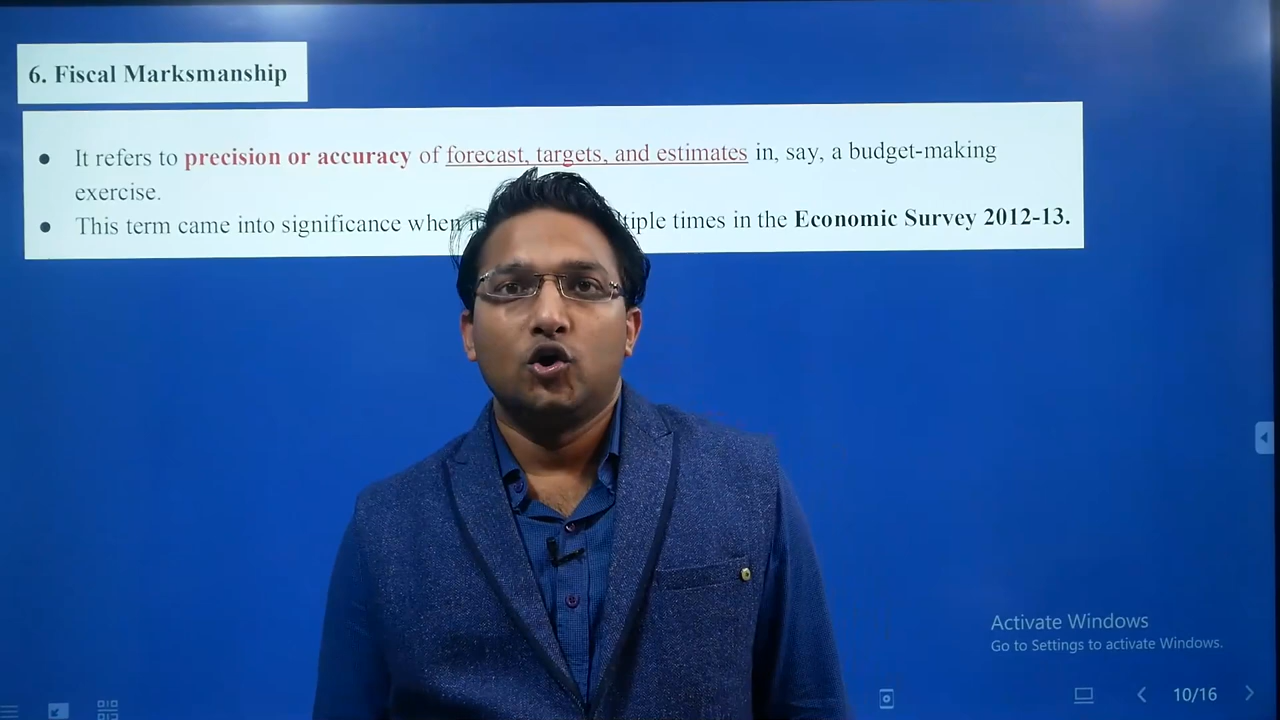 6. Fiscal Marksmanship
● It refers to precision or accuracy of forecast, targets, and estimates in, say, a budget-making
exercise.
● This term came into significance when tiple times in the Economic Survey 2012-13.
Activate Windows
Go to Settings to activate Windows.
10/16